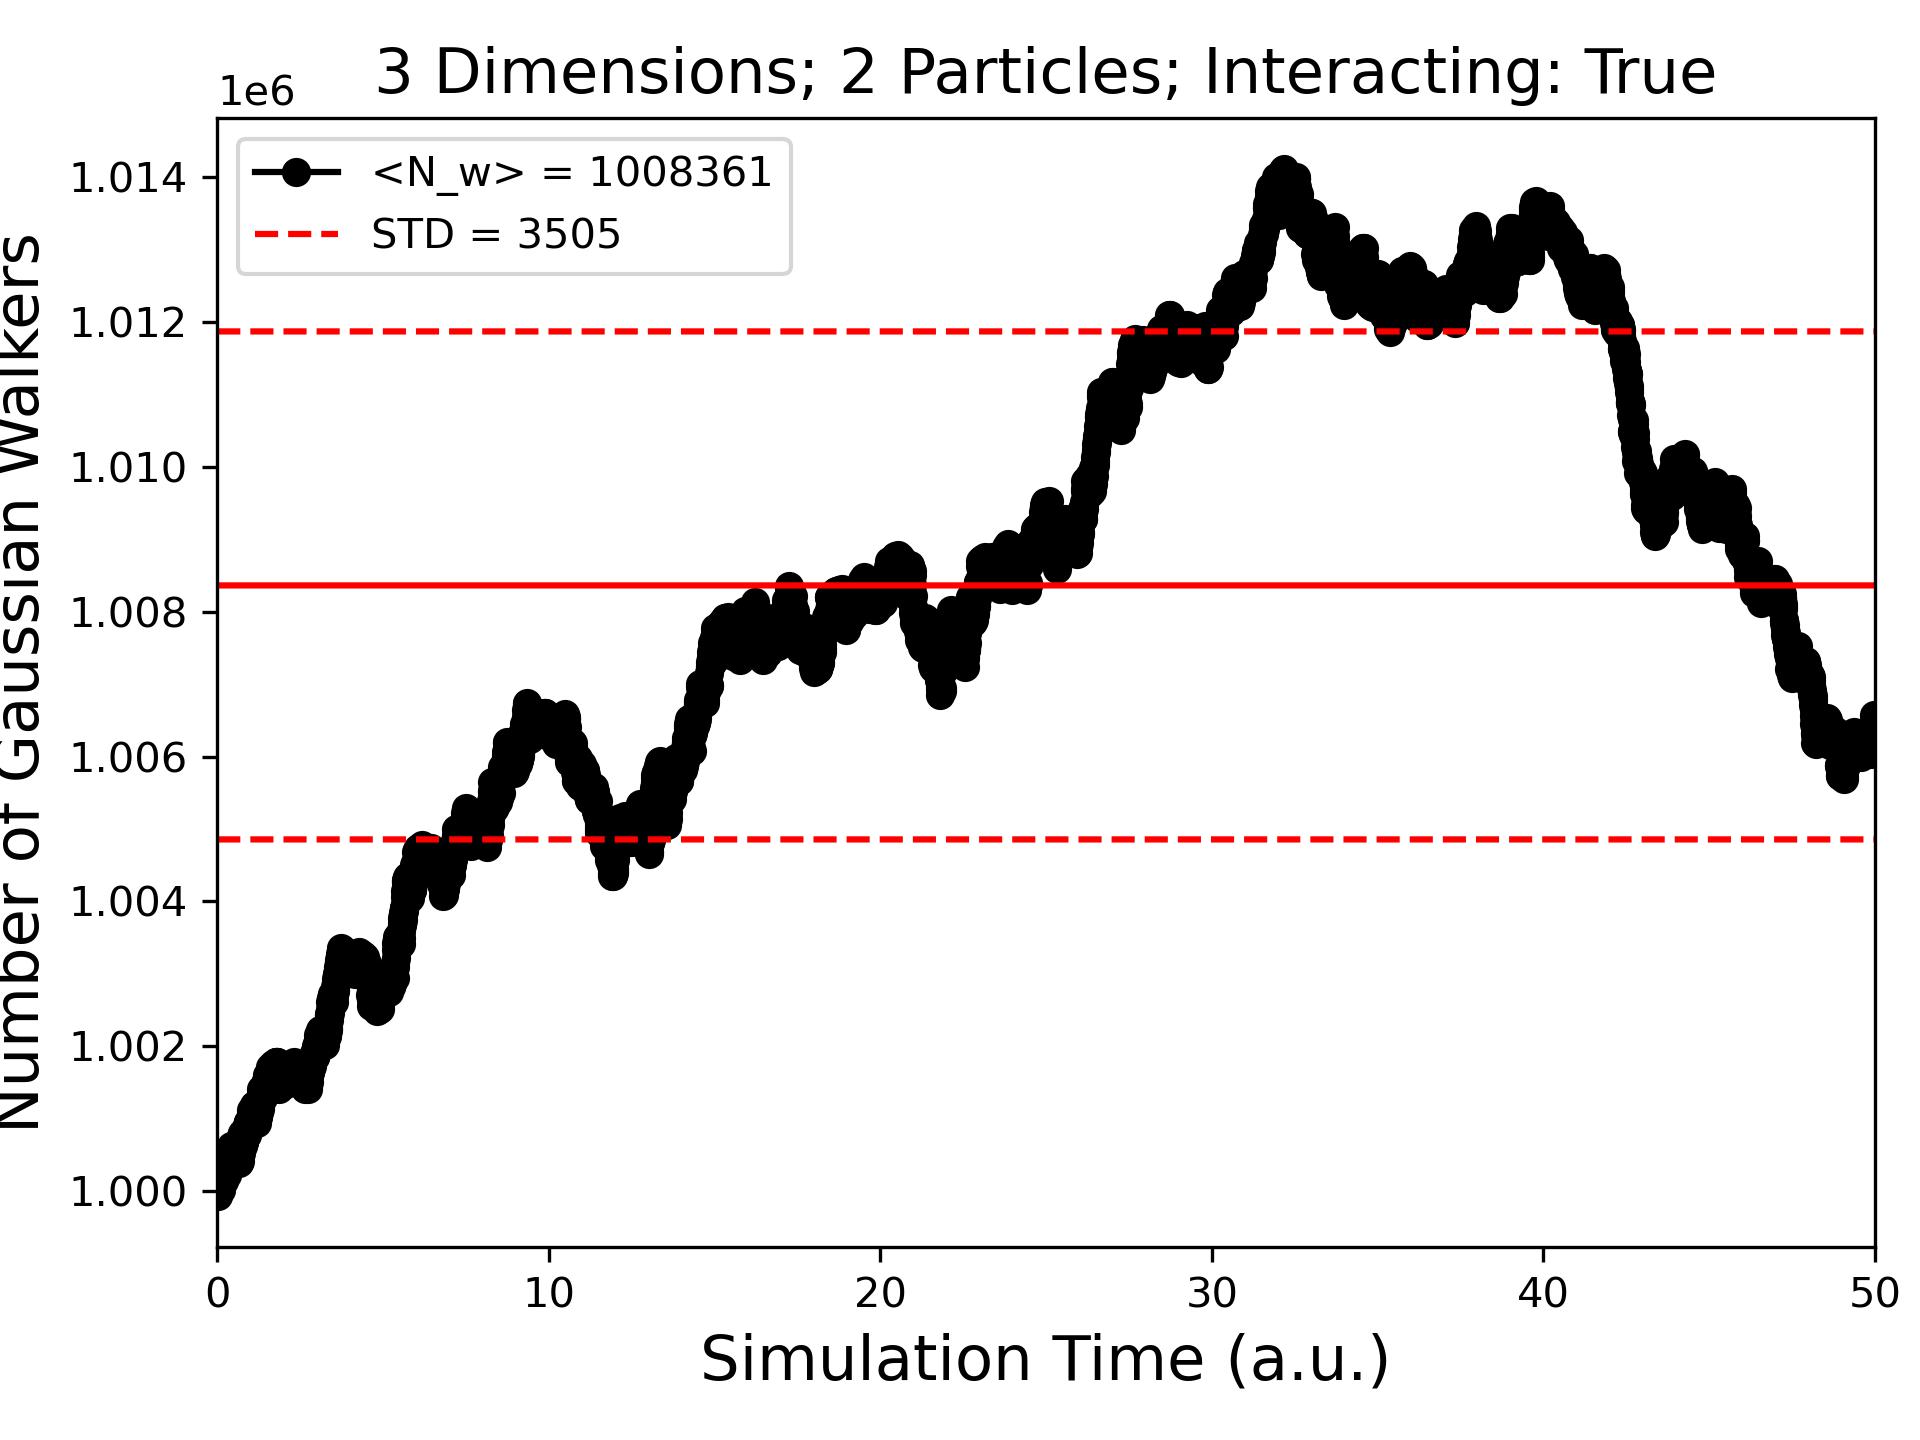 3 Dimensions; 2 Particles; Interacting: True
1e6
<N_w> = 1008361
STD = 3505
1.014
1.012
1.010
1.008
1.006
1.004
1.002
1.000
Number of Gaussian Walkers
0 10 20 30 40 50
Simulation Time (a.u.)